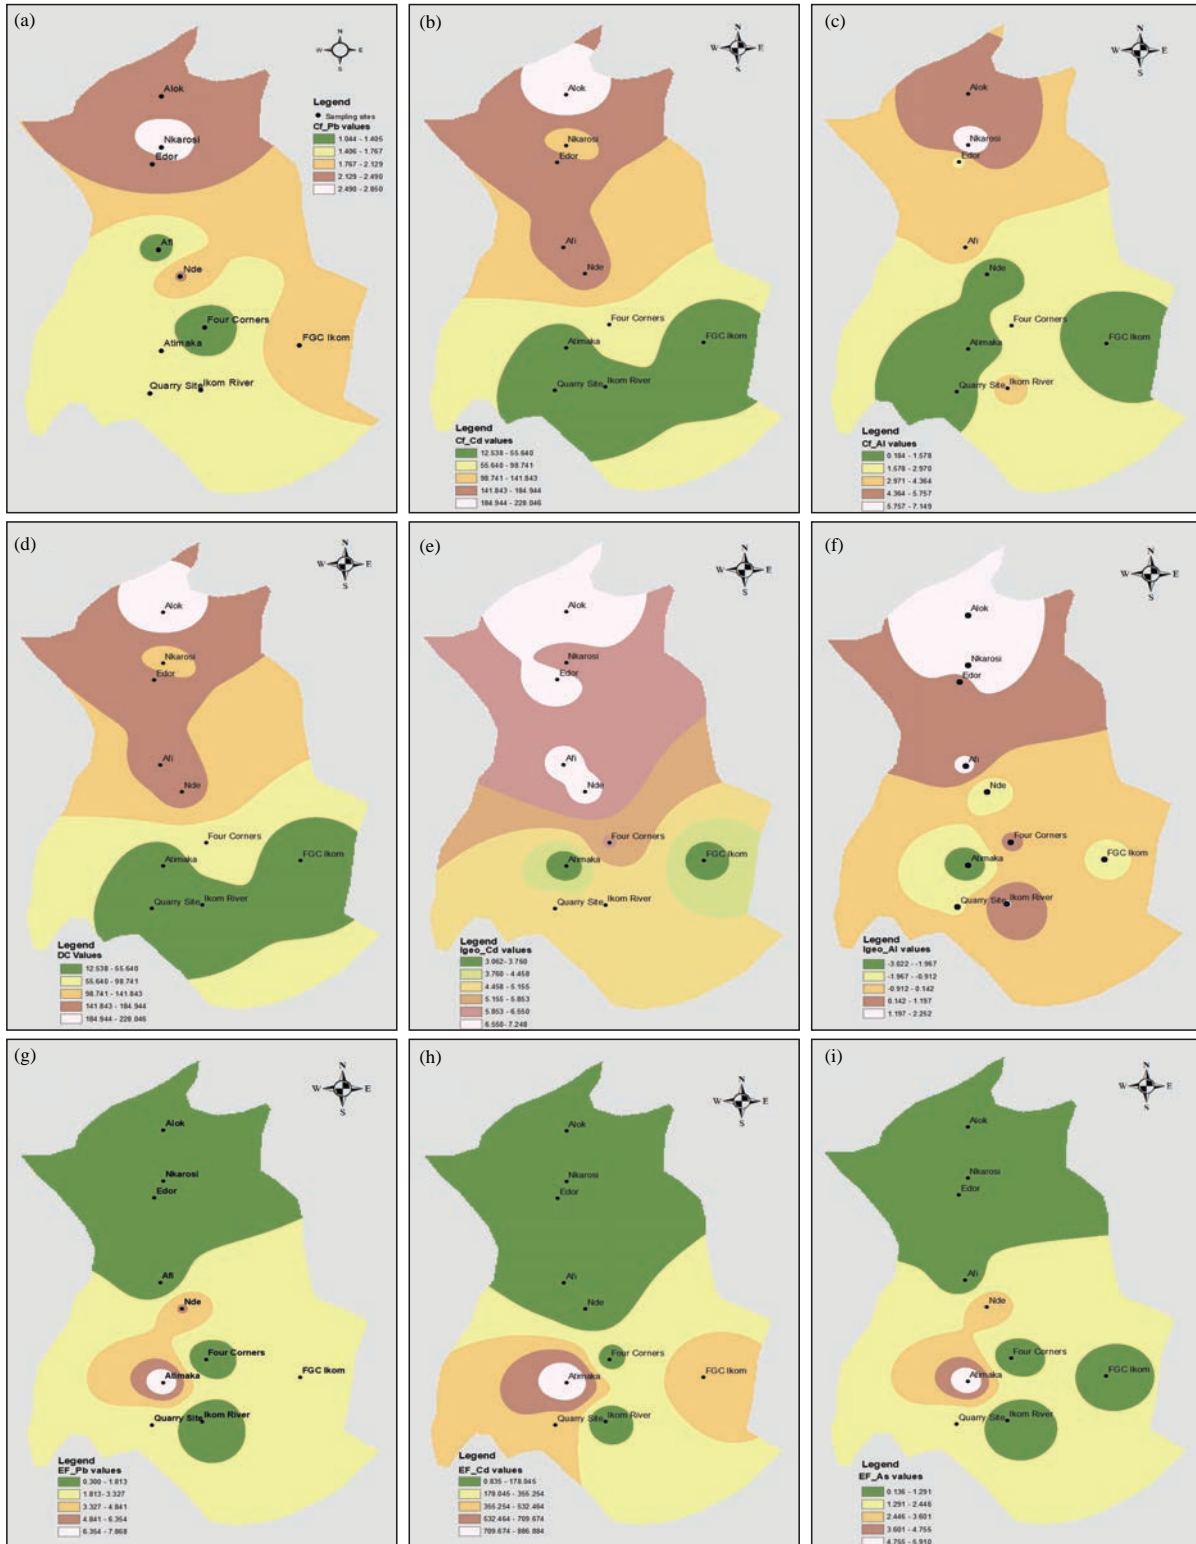 (a)
N
W E
S
Alok
Nkarosi
Edor
Afi
Nde
Four Corners
Atimaka
FGC Ikom
Quarry Site
Ikom River
Legend
Sampling sites
Cf_Pb values
1.044 - 1.405
1.406 - 1.767
1.767 - 2.129
2.129 - 2.490
2.490 - 2.850
(b)
N
W E
S
Alok
Nkarosi
Edor
Afi
Nde
Four Corners
Atimaka
FGC Ikom
Quarry Site
Ikom River
Legend
Cf_Cd values
12.538 - 55.640
55.640 - 98.741
98.741 - 141.843
141.843 - 184.944
184.944 - 228.046
(c)
N
W E
S
Alok
Nkarosi
Edor
Afi
Nde
Four Corners
Atimaka
FGC Ikom
Quarry Site
Ikom River
Legend
Cf_Al values
0.184 - 1.578
1.578 - 2.970
2.971 - 4.364
4.364 - 5.757
5.757 - 7.149
(d)
N
W E
S
Alok
Nkarosi
Edor
Afi
Nde
Four Corners
Atimaka
FGC Ikom
Quarry Site
Ikom River
Legend
DC Values
12.538 - 55.640
55.640 - 98.741
98.741 - 141.843
141.843 - 184.944
184.944 - 228.046
(e)
N
W E
S
Alok
Nkarosi
Edor
Afi
Nde
Four Corners
Atimaka
FGC Ikom
Quarry Site
Ikom River
Legend
Igeo_Cd values
3.062- 3.760
3.760 - 4.458
4.458 - 5.155
5.155 - 5.853
5.853 - 6.550
6.550- 7.248
(f)
N
W E
S
Alok
Nkarosi
Edor
Afi
Nde
Four Corners
Atimaka
FGC Ikom
Quarry Site
Ikom River
Legend
Igeo_Al values
-3.022 - -1.967
-1.967 - -0.912
-0.912 - 0.142
0.142 - 1.197
1.197 - 2.252
(g)
N
W E
S
Alok
Nkarosi
Edor
Afi
Nde
Four Corners
Atimaka
FGC Ikom
Quarry Site
Ikom River
Legend
EF_Pb values
0.300 - 1.813
1.813 - 3.327
3.327 - 4.841
4.841 - 6.354
6.354 - 7.868
(h)
N
W E
S
Alok
Nkarosi
Edor
Afi
Nde
Four Corners
Atimaka
FGC Ikom
Quarry Site
Ikom River
Legend
EF_Cd values
0.835 - 178.045
178.045 - 355.254
355.254 - 532.464
532.464 - 709.674
709.674 - 886.884
(i)
N
W E
S
Alok
Nkarosi
Edor
Afi
Nde
Four Corners
Atimaka
FGC Ikom
Quarry Site
Ikom River
Legend
EF_As values
0.136 - 1.291
1.291 - 2.446
2.446 - 3.601
3.601 - 4.755
4.755 - 5.910